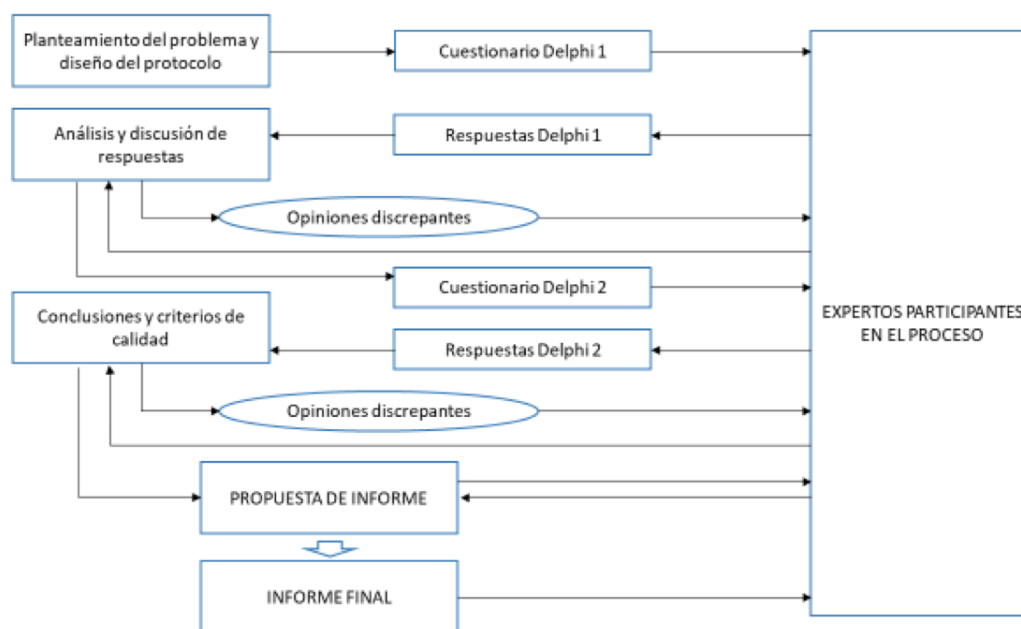 Planteamiento del problema y
diseño del protocolo
Cuestionario Delphi 1
Análisis y discusión de
respuestas
Respuestas Delphi 1
Opiniones discrepantes
Cuestionario Delphi 2
Conclusiones y criterios de
calidad
Respuestas Delphi 2
Opiniones discrepantes
EXPERTOS PARTICIPANTES
EN EL PROCESO
PROPUESTA DE INFORME
INFORME FINAL